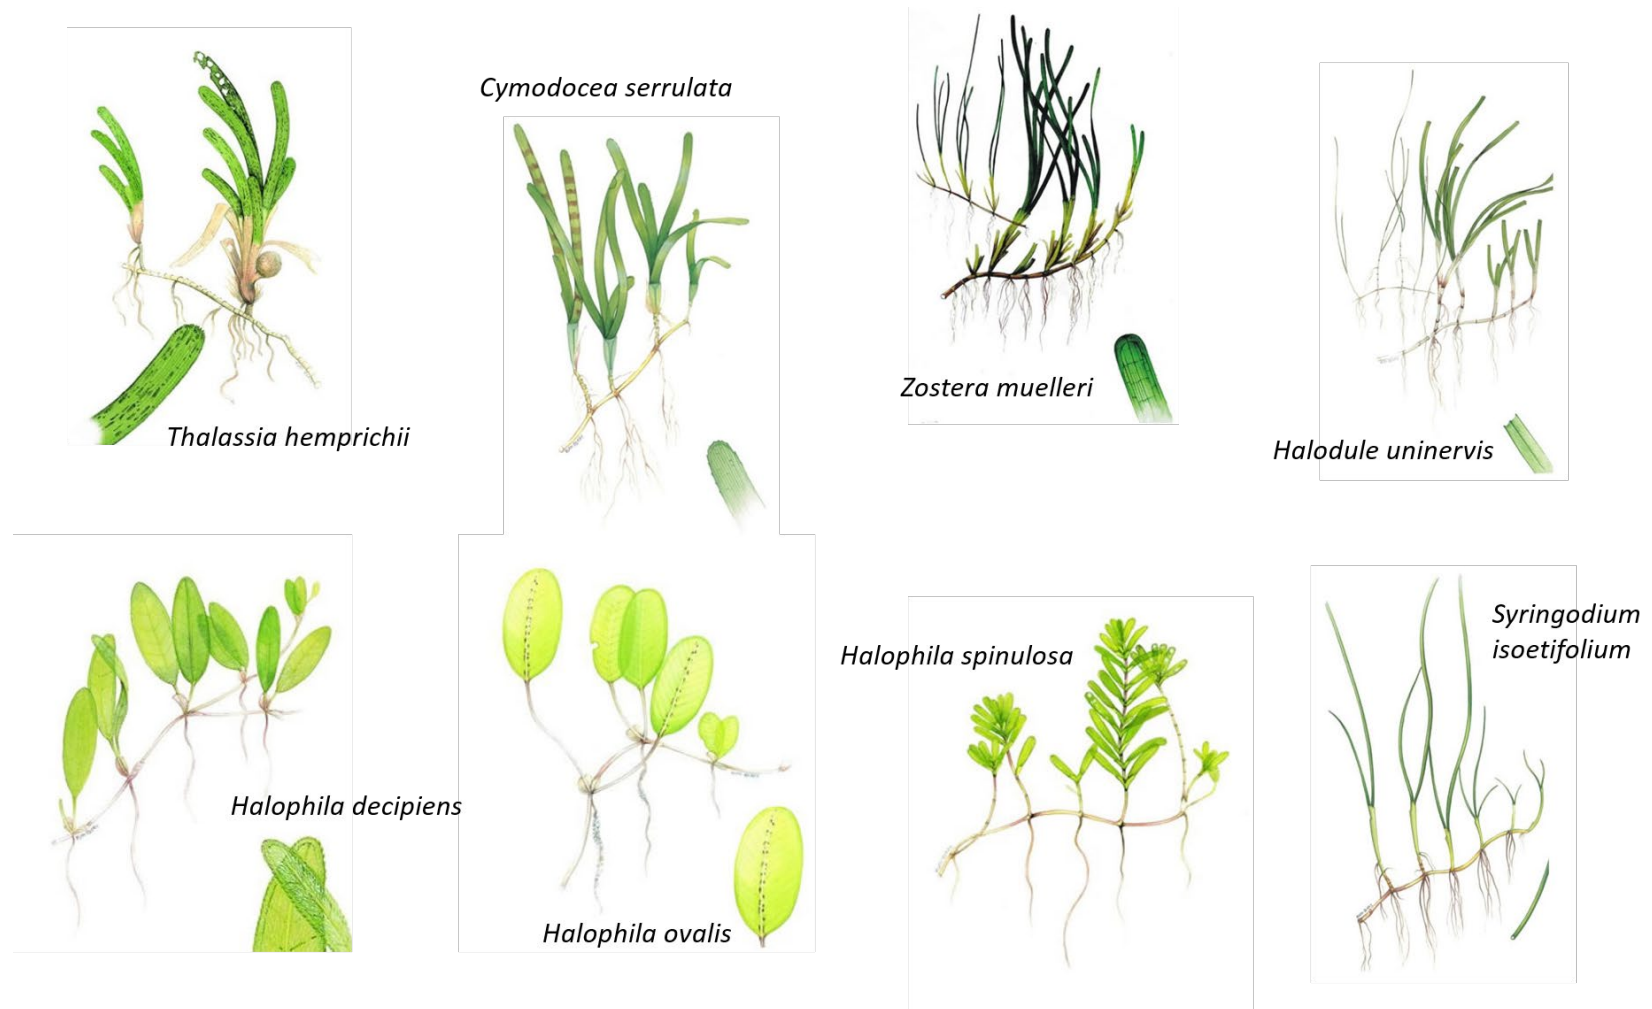 Cymodocea serrulata
Zostera muelleri
Thalassia hemprichii
Halodule uninervis
Syringodium
isoetifolium
Halophila spinulosa
Halophila decipiens
Halophila ovalis